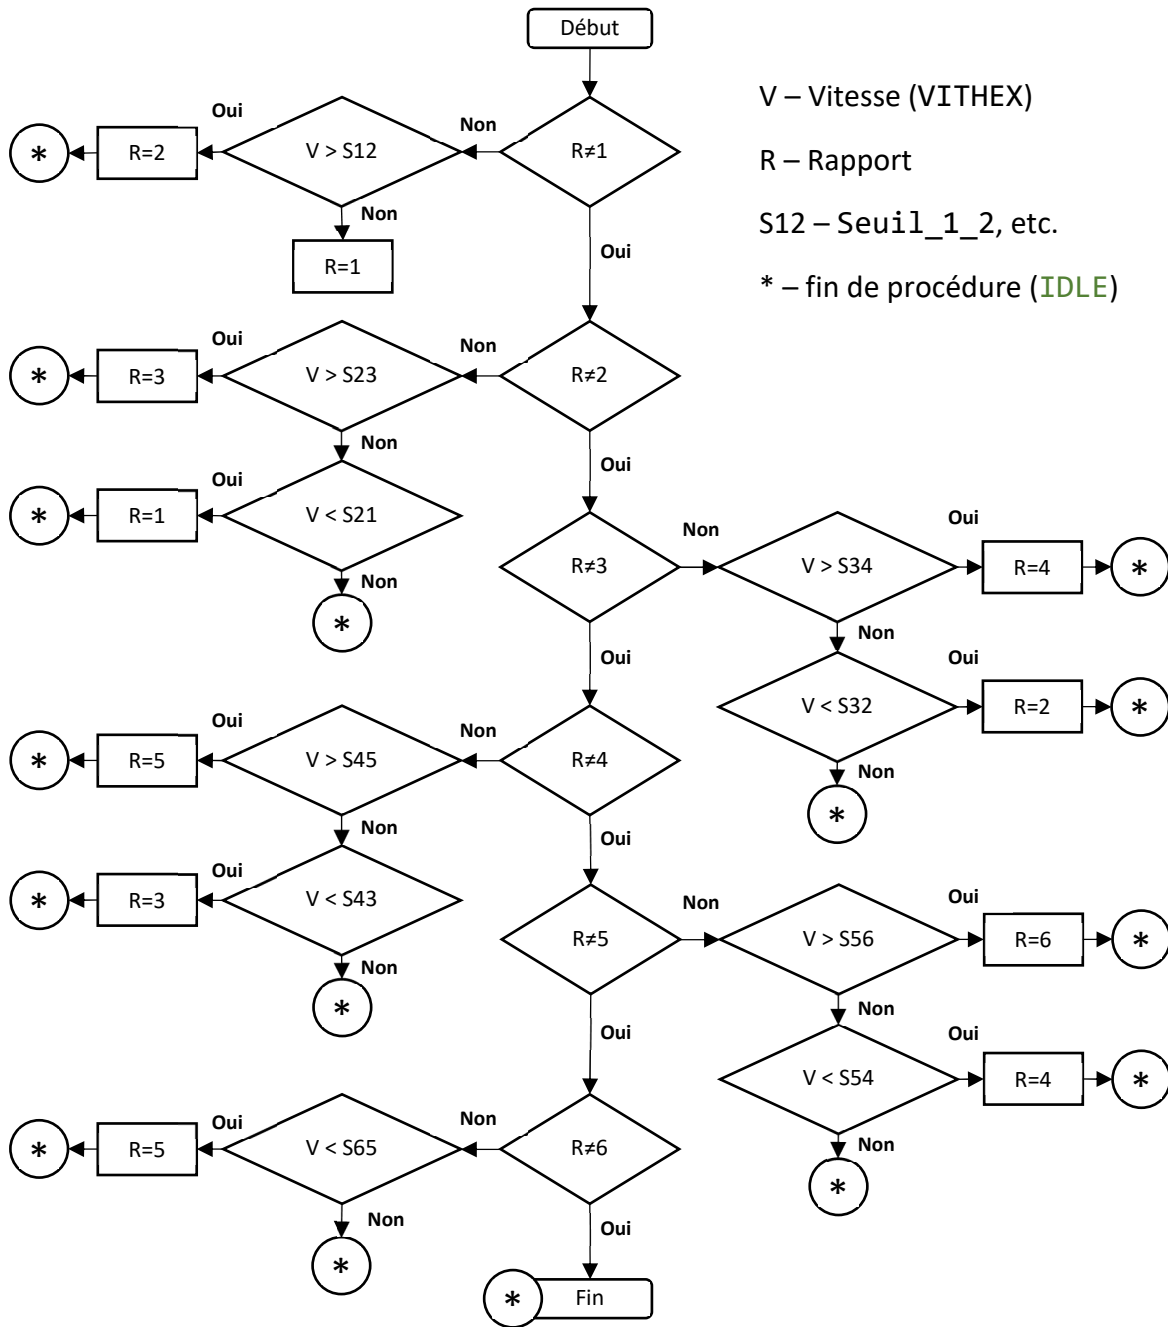 Début
V – Vitesse (VITHEX)
R – Rapport
S12 – Seuil_1_2, etc.
* – fin de procédure (IDLE)
* R=2 Oui V > S12 Non R≠1
Non Oui
R=1
* R=3 Oui V > S23 Non R≠2
Non Oui
* R=1 Oui V < S21
Non
*
R≠3 Non V > S34 Oui R=4 *
Oui Non
V < S32 Oui R=2 *
Non
*
* R=5 Oui V > S45 Non R≠4
Non Oui
* R=3 Oui V < S43
Non
*
R≠5 Non V > S56 Oui R=6 *
Oui Non
V < S54 Oui R=4 *
Non
*
* R=5 Oui V < S65 Non R≠6
Non Oui
*
* Fin